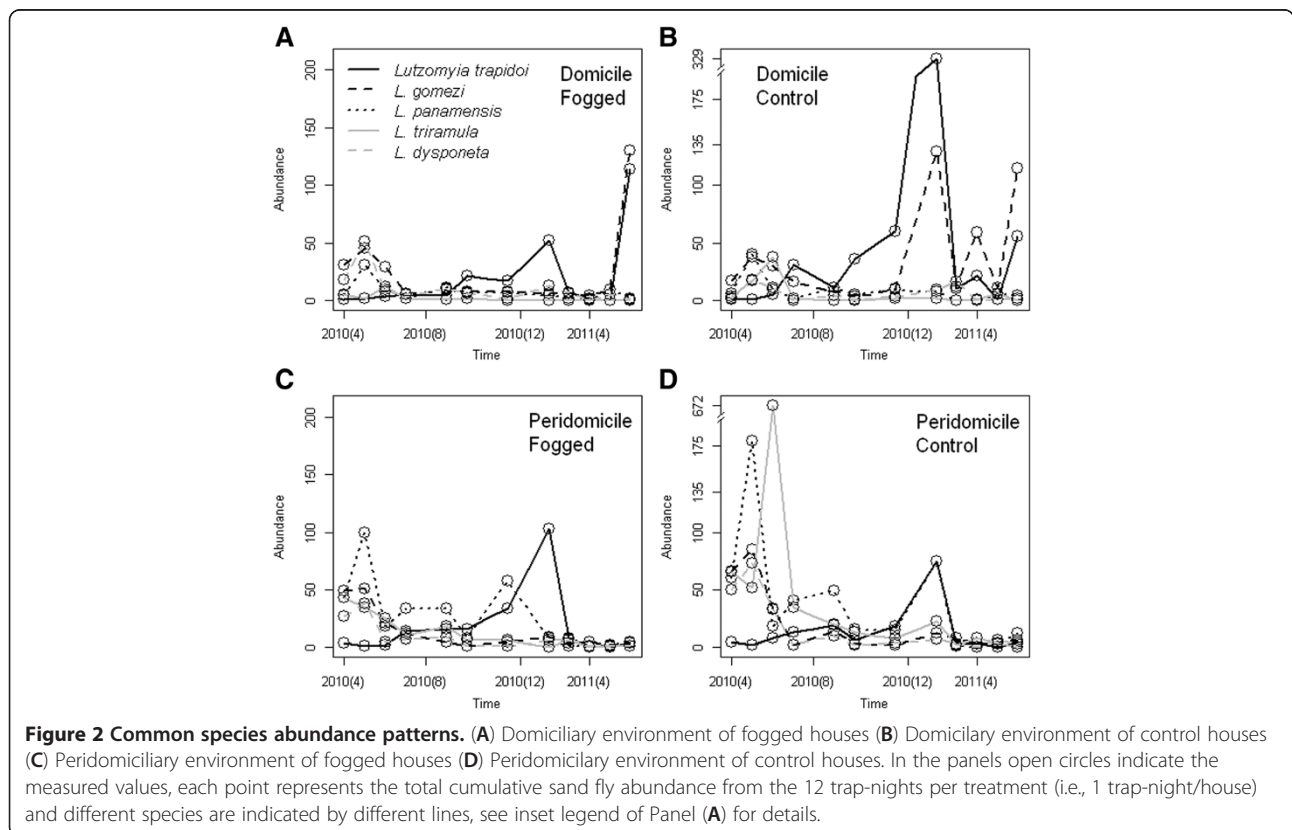 A
Lutzomyia trapidoi
L. gomezi
L. panamensis
L. triramula
L. dysponeta
Domicile
Fogged
Abundance
200
150
100
50
0
2010(4) 2010(8) 2010(12) 2011(4)
Time
B
Domicile
Control
Abundance
329
175
135
100
50
0
2010(4) 2010(8) 2010(12) 2011(4)
Time
C
Peridomicile
Fogged
Abundance
200
150
100
50
0
2010(4) 2010(8) 2010(12) 2011(4)
Time
D
Peridomicile
Control
Abundance
672
175
135
100
50
0
2010(4) 2010(8) 2010(12) 2011(4)
Time
Figure 2 Common species abundance patterns. (A) Domiciliary environment of fogged houses (B) Domicilary environment of control houses
(C) Peridomiciliary environment of fogged houses (D) Peridomicilary environment of control houses. In the panels open circles indicate the
measured values, each point represents the total cumulative sand fly abundance from the 12 trap-nights per treatment (i.e., 1 trap-night/house)
and different species are indicated by different lines, see inset legend of Panel (A) for details.